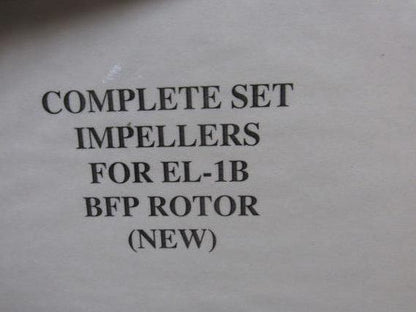 COMPLETE SET
IMPELLERS
FOR EL-1B
BFP ROTOR
(NEW)